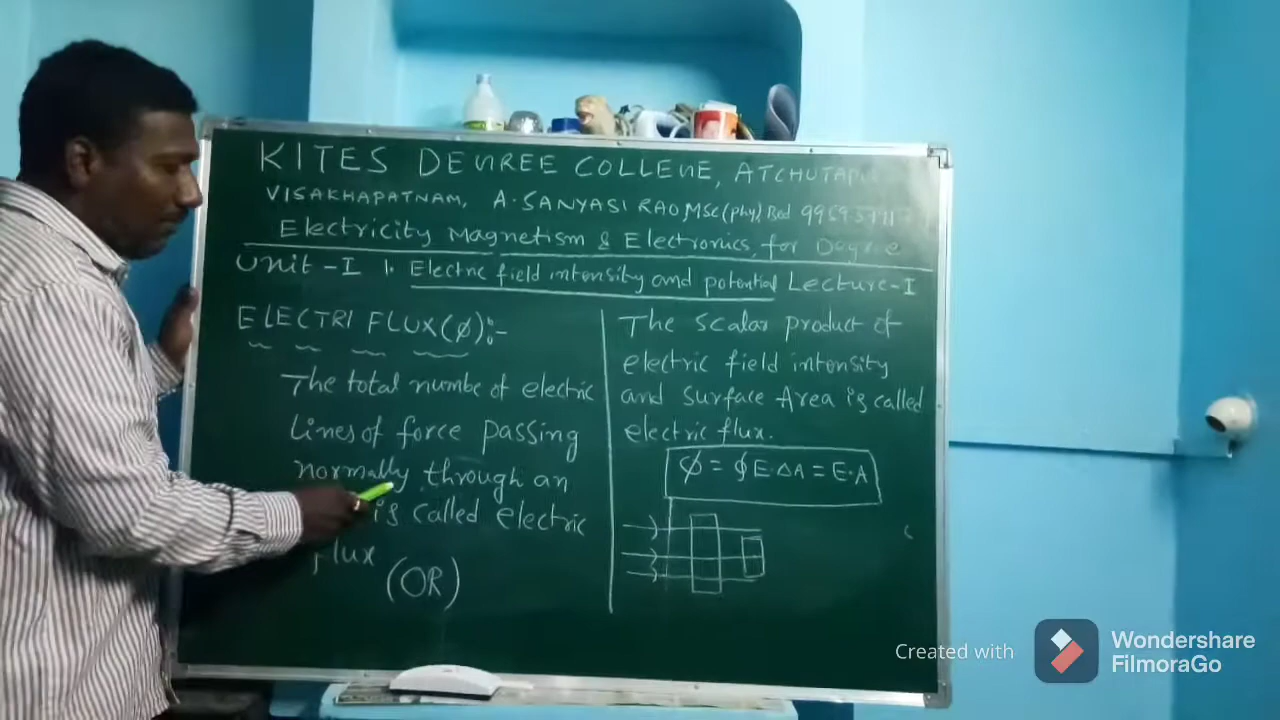 KITES DEGREE COLLEGE, ATCHUTAPU
VISAKHAPATNAM, A. SANYASI RAO MSc (phy), Bed
Electricity Magnetism & Electronics, for Degree
Unit-I 1. Electric field intensity and potential Lecture-I
ELECTRI FLUX(ϕ):-
The total numbe of electric
lines of force passing
normally through an
is called electric
flux
(OR)
The scalar product of
electric field intensity
and surface Area is called
electric flux.
ϕ = ∮E·ΔA = E·A
Created with Wondershare FilmoraGo